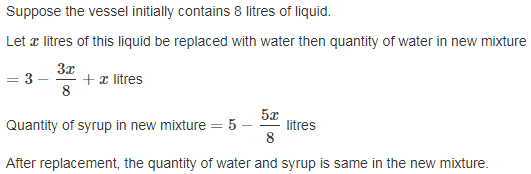 Suppose the vessel initially contains 8 litres of liquid.
Let x litres of this liquid be replaced with water then quantity of water in new mixture
= 3 − 3x/8 + x litres
Quantity of syrup in new mixture = 5 − 5x/8 litres
After replacement, the quantity of water and syrup is same in the new mixture.